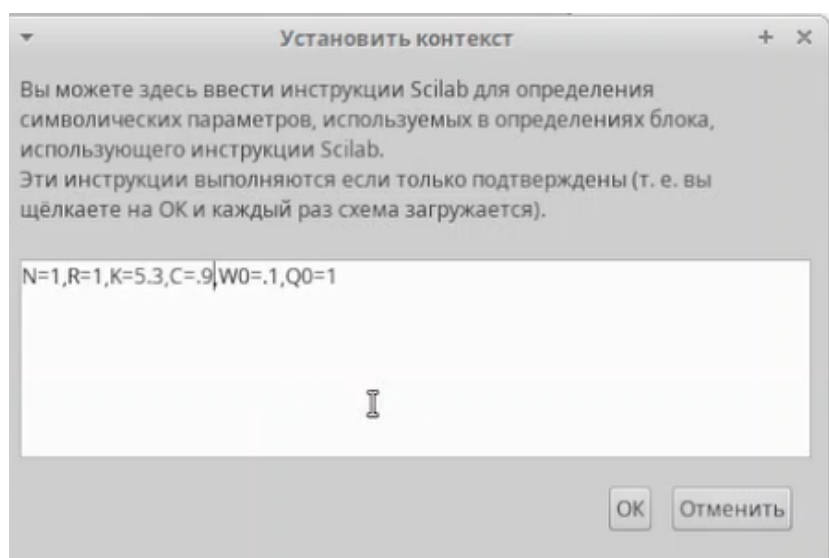 Установить контекст
Вы можете здесь ввести инструкции Scilab для определения
символических параметров, используемых в определениях блока,
использующего инструкции Scilab.
Эти инструкции выполняются если только подтверждены (т. е. вы
щёлкаете на ОК и каждый раз схема загружается).
N=1,R=1,K=5.3,C=.9,W0=.1,Q0=1
ОК Отменить